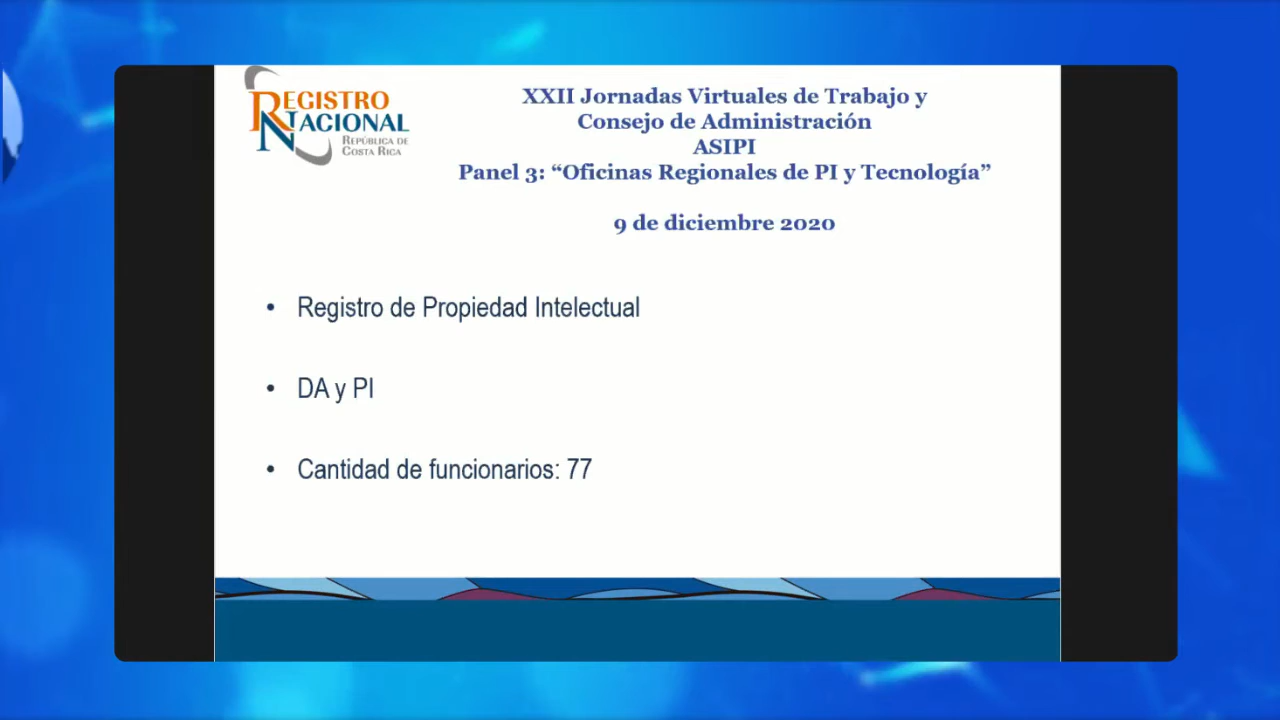 REGISTRO
NACIONAL
REPÚBLICA DE
COSTA RICA
XXII Jornadas Virtuales de Trabajo y
Consejo de Administración
ASIPI
Panel 3: “Oficinas Regionales de PI y Tecnología”
9 de diciembre 2020
• Registro de Propiedad Intelectual
• DA y PI
• Cantidad de funcionarios: 77